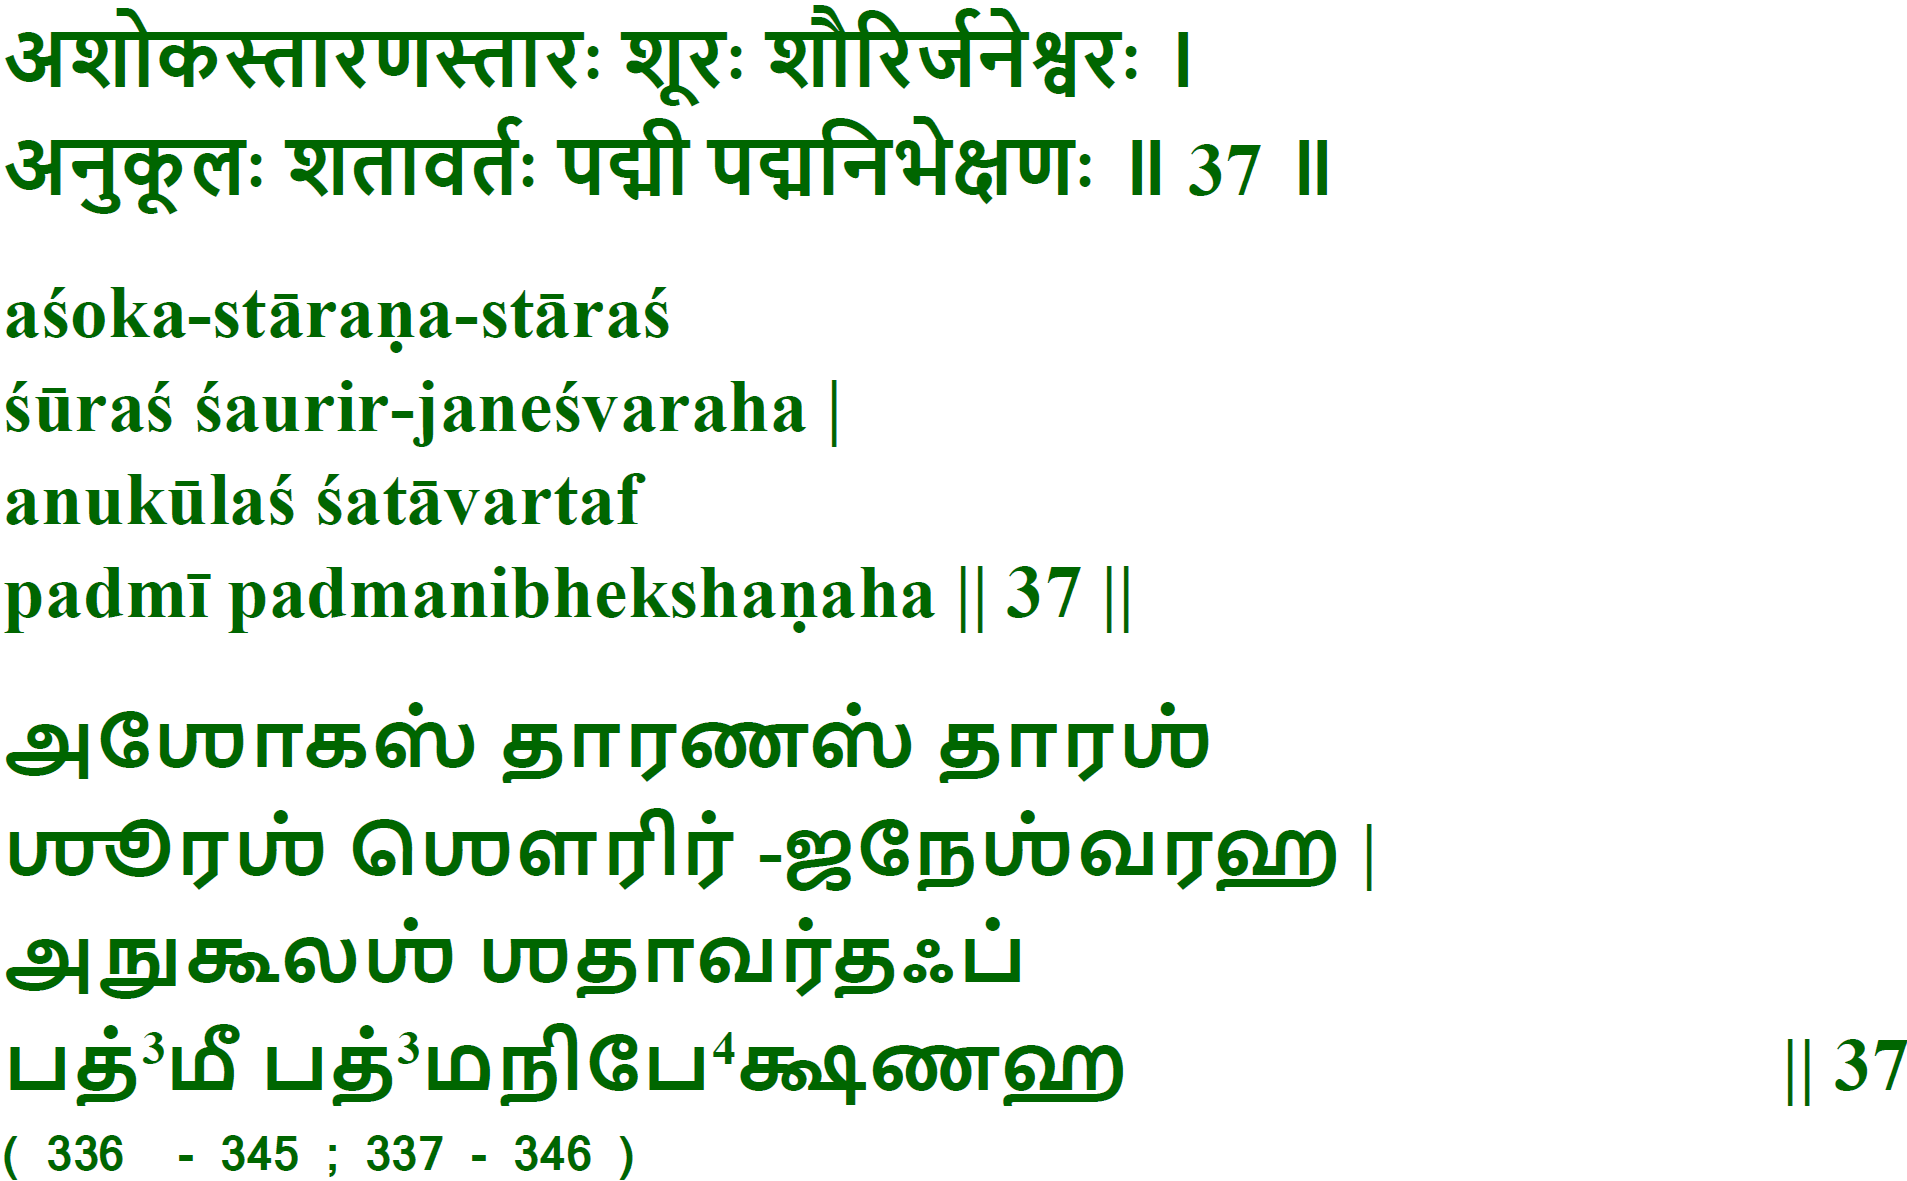 अशोकस्तारणस्तारः शूरः शौरिर्जनेश्वरः ।
अनुकूलः शतावर्तः पद्मी पद्मनिभेक्षणः ॥ 37 ॥
aśoka-stāraṇa-stāraś
śūraś śaurir-janeśvaraha |
anukūlaś śatāvartaf
padmī padmanibhekshaṇaha || 37 ||
அஶோகஸ் தாரணஸ் தாரஶ்
ஶூரஶ் ஶௌரிர் -ஜநேஶ்வரஹ |
அநுகூலஶ் ஶதாவர்தஃப்
பத்³மீ பத்³மநிபே⁴க்ஷணஹ || 37
( 336 - 345 ; 337 - 346 )